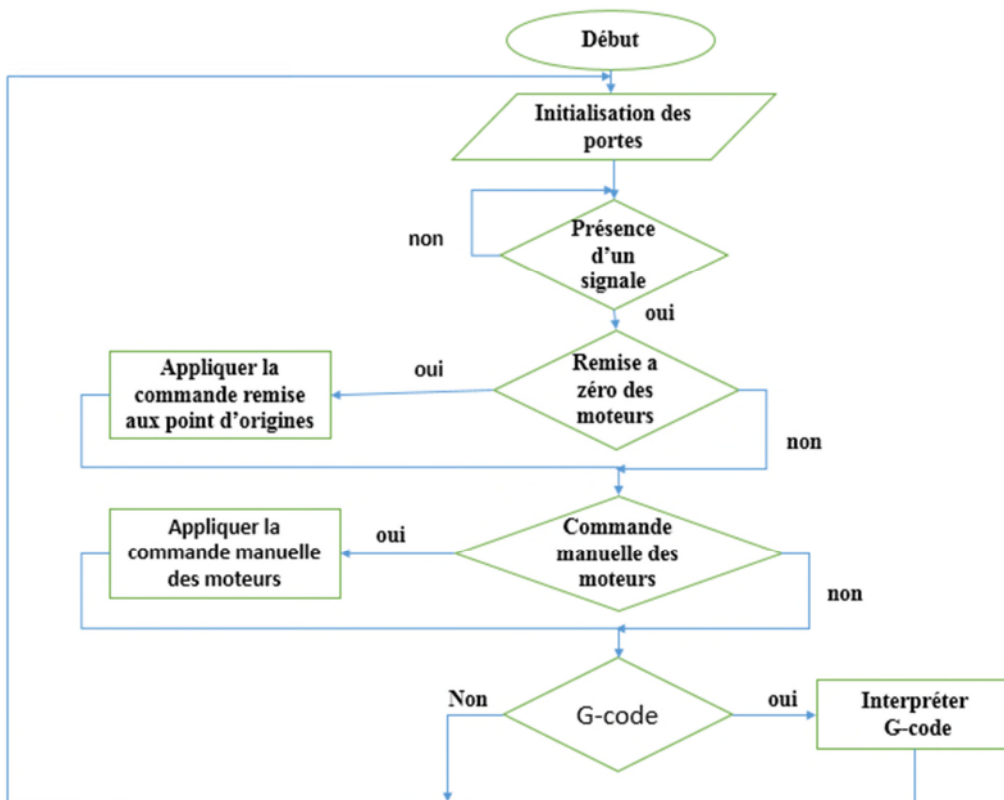 Début
Initialisation des
portes
non
Présence
d’un
signale
oui
Appliquer la
commande remise
aux point d’origines
oui
Remise a
zéro des
moteurs
non
Appliquer la
commande manuelle
des moteurs
oui
Commande
manuelle des
moteurs
non
Non
G-code
oui
Interpréter
G-code